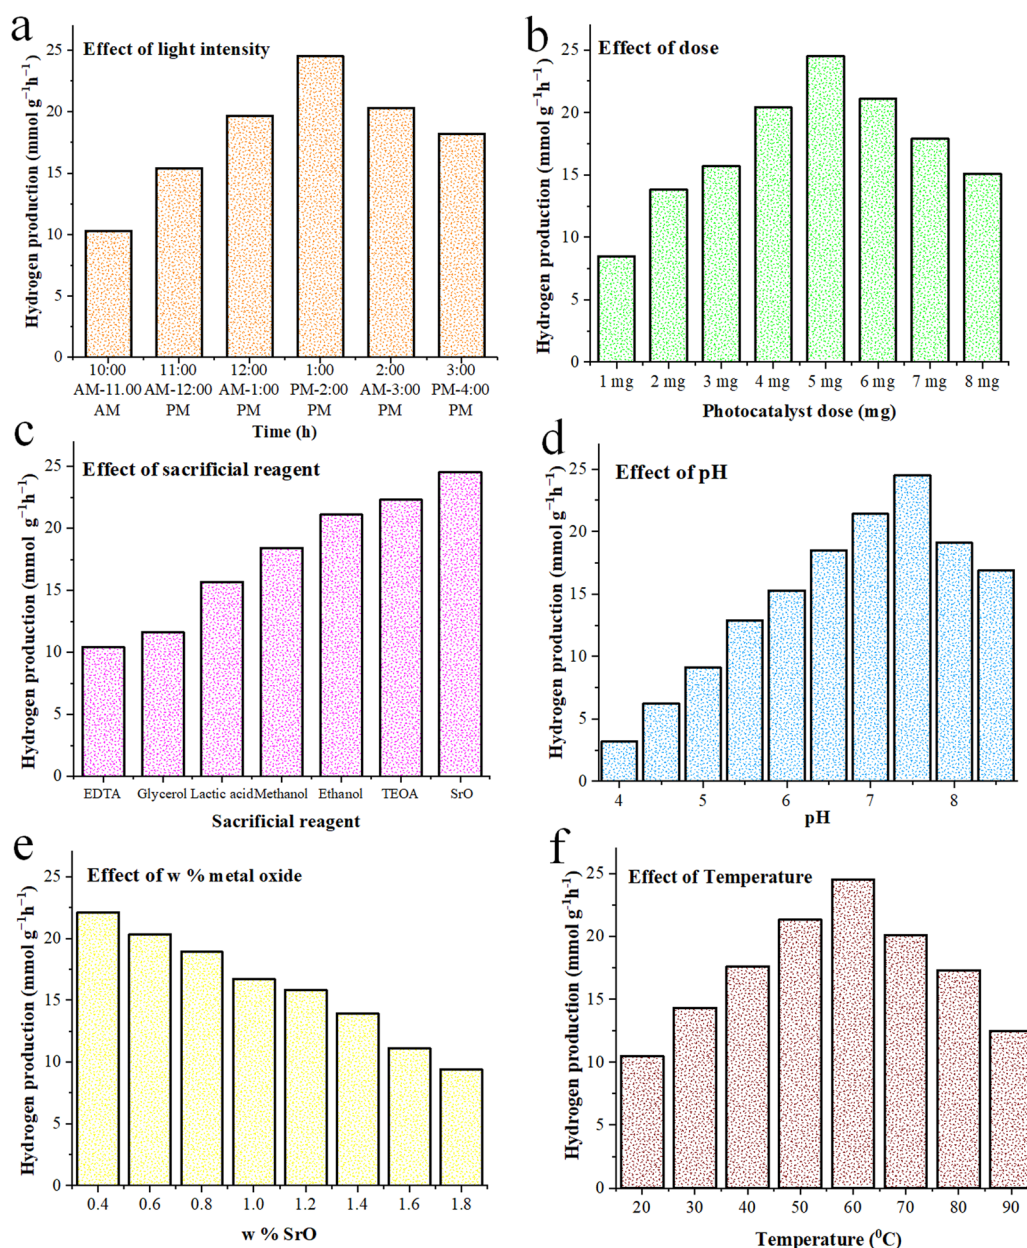 a
Effect of light intensity
Hydrogen production (mmol g⁻¹h⁻¹)
25
20
15
10
5
0
10:00 11:00 12:00 1:00 2:00 3:00
AM-11.00 AM-12:00 AM-1:00 PM-2:00 AM-3:00 PM-4:00
AM PM PM PM PM PM
Time (h)
b
Effect of dose
Hydrogen production (mmol g⁻¹h⁻¹)
25
20
15
10
5
0
1 mg 2 mg 3 mg 4 mg 5 mg 6 mg 7 mg 8 mg
Photocatalyst dose (mg)
c
Effect of sacrificial reagent
Hydrogen production (mmol g⁻¹h⁻¹)
25
20
15
10
5
0
EDTA Glycerol Lactic acid Methanol Ethanol TEOA SrO
Sacrificial reagent
d
Effect of pH
Hydrogen production (mmol g⁻¹h⁻¹)
25
20
15
10
5
0
4 5 6 7 8
pH
e
Effect of w % metal oxide
Hydrogen production (mmol g⁻¹h⁻¹)
25
20
15
10
5
0
0.4 0.6 0.8 1.0 1.2 1.4 1.6 1.8
w % SrO
f
Effect of Temperature
Hydrogen production (mmol g⁻¹h⁻¹)
25
20
15
10
5
0
20 30 40 50 60 70 80 90
Temperature (⁰C)